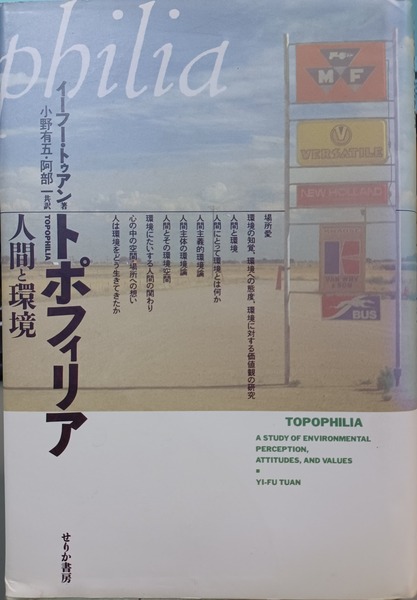 philia
イーフー・トゥアン著
小野有五・阿部一 共訳
TOPOPHILIA
トポフィリア
人間と環境
場所愛
環境の知覚、環境への態度、環境に対する価値観の研究
人間と環境
人間にとって環境とは何か
人間主義的環境論
人間主体の環境論
人間とその環境空間
環境にたいする人間の関わり
心の中の空間・場所への想い
人は環境をどう生きてきたか
MF
VERSATILE
NEW HOLLAND
BUS
TOPOPHILIA
A STUDY OF ENVIRONMENTAL
PERCEPTION,
ATTITUDES, AND VALUES
YI-FU TUAN
せりか書房